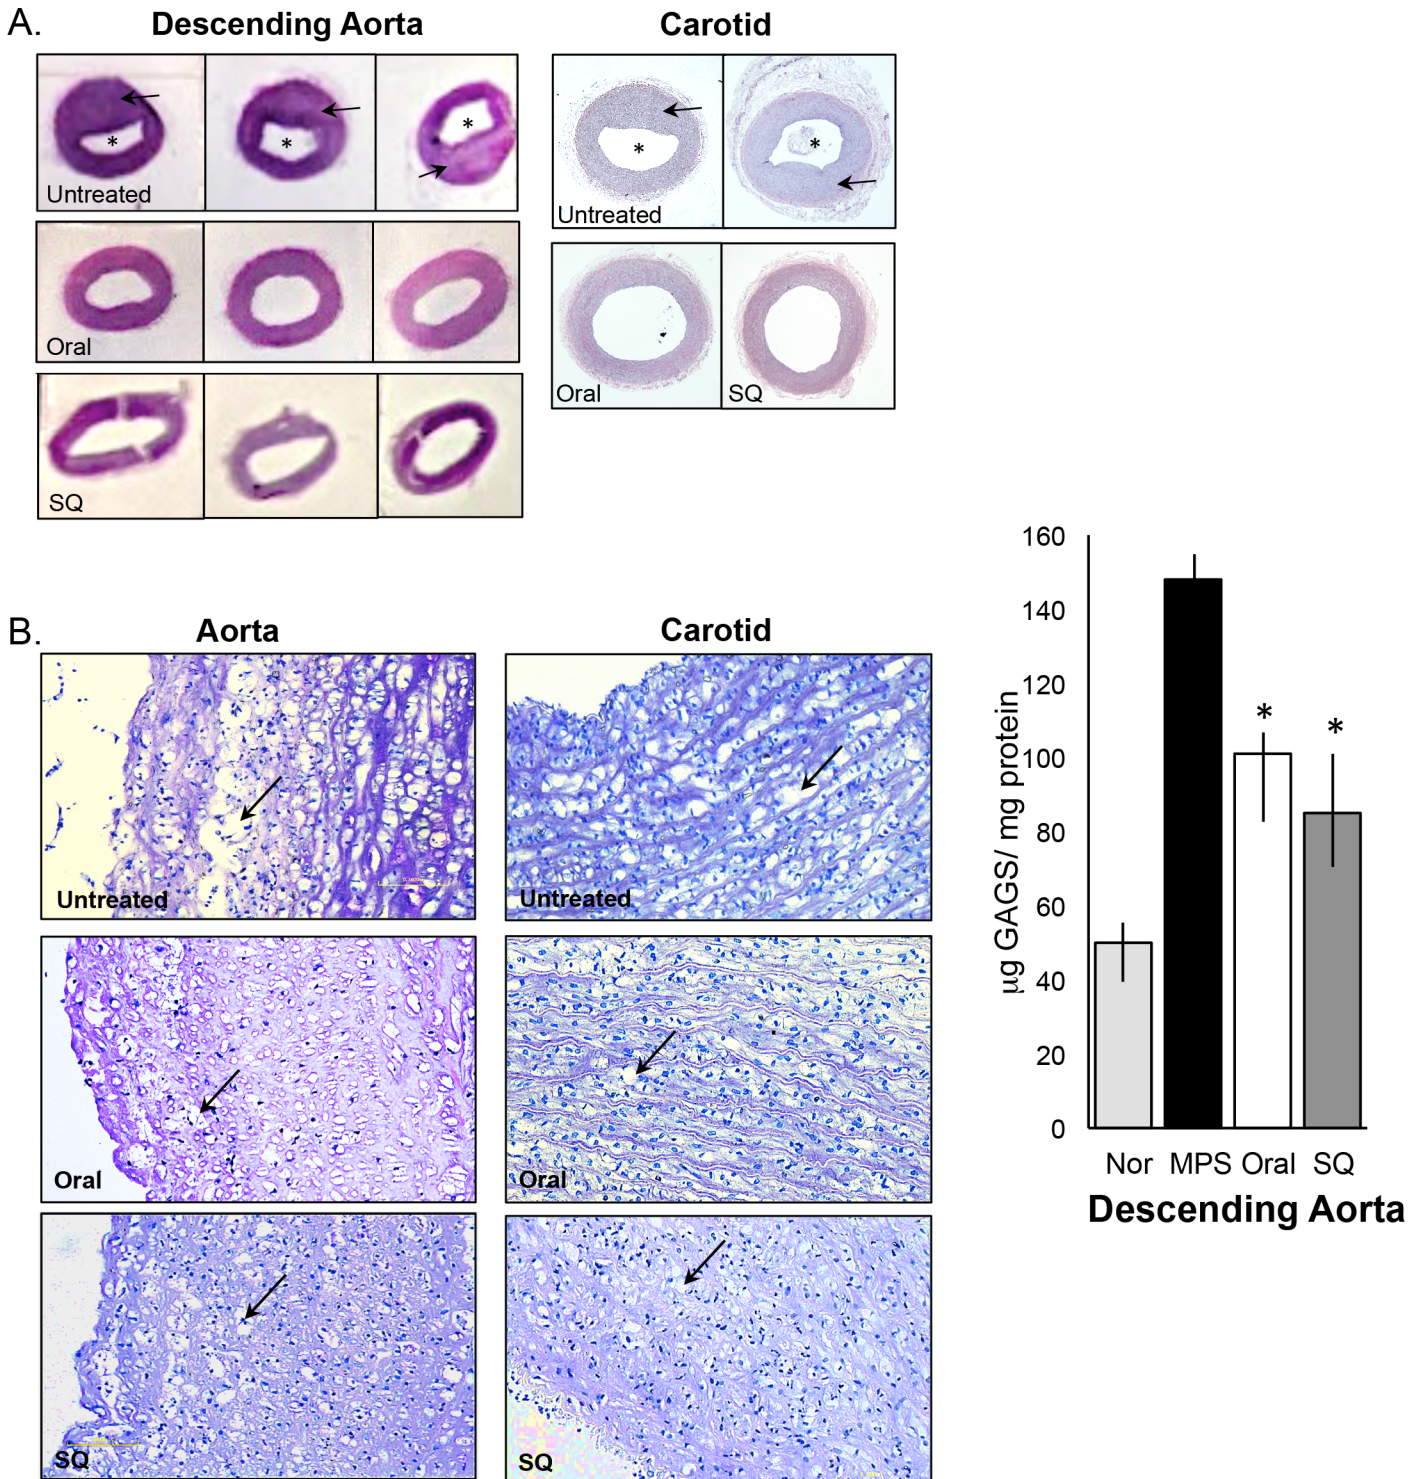 A.
Descending Aorta
Carotid
*
*
*
Untreated
*
*
Untreated
Oral
Oral
SQ
SQ
B.
Aorta
Carotid
Untreated
Untreated
Oral
Oral
SQ
SQ
µg GAGS/ mg protein
160
140
120
100
80
60
40
20
0
*
*
Nor MPS Oral SQ
Descending Aorta